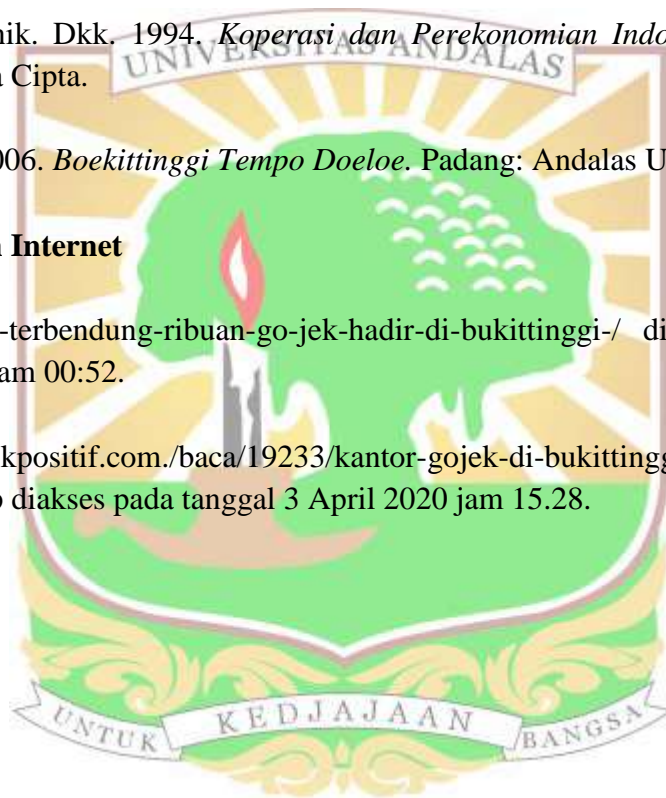 nik. Dkk. 1994. Koperasi dan Perekonomian Indo
UNIVERSITAS ANDALAS
Cipta.
006. Boekittinggi Tempo Doeloe. Padang: Andalas U
Internet
-terbendung-ribuan-go-jek-hadir-di-bukittinggi-/ di
am 00:52.
kpositif.com./baca/19233/kantor-gojek-di-bukittingg
diakses pada tanggal 3 April 2020 jam 15.28.
UNTUK KEDJAJAAN BANGSA